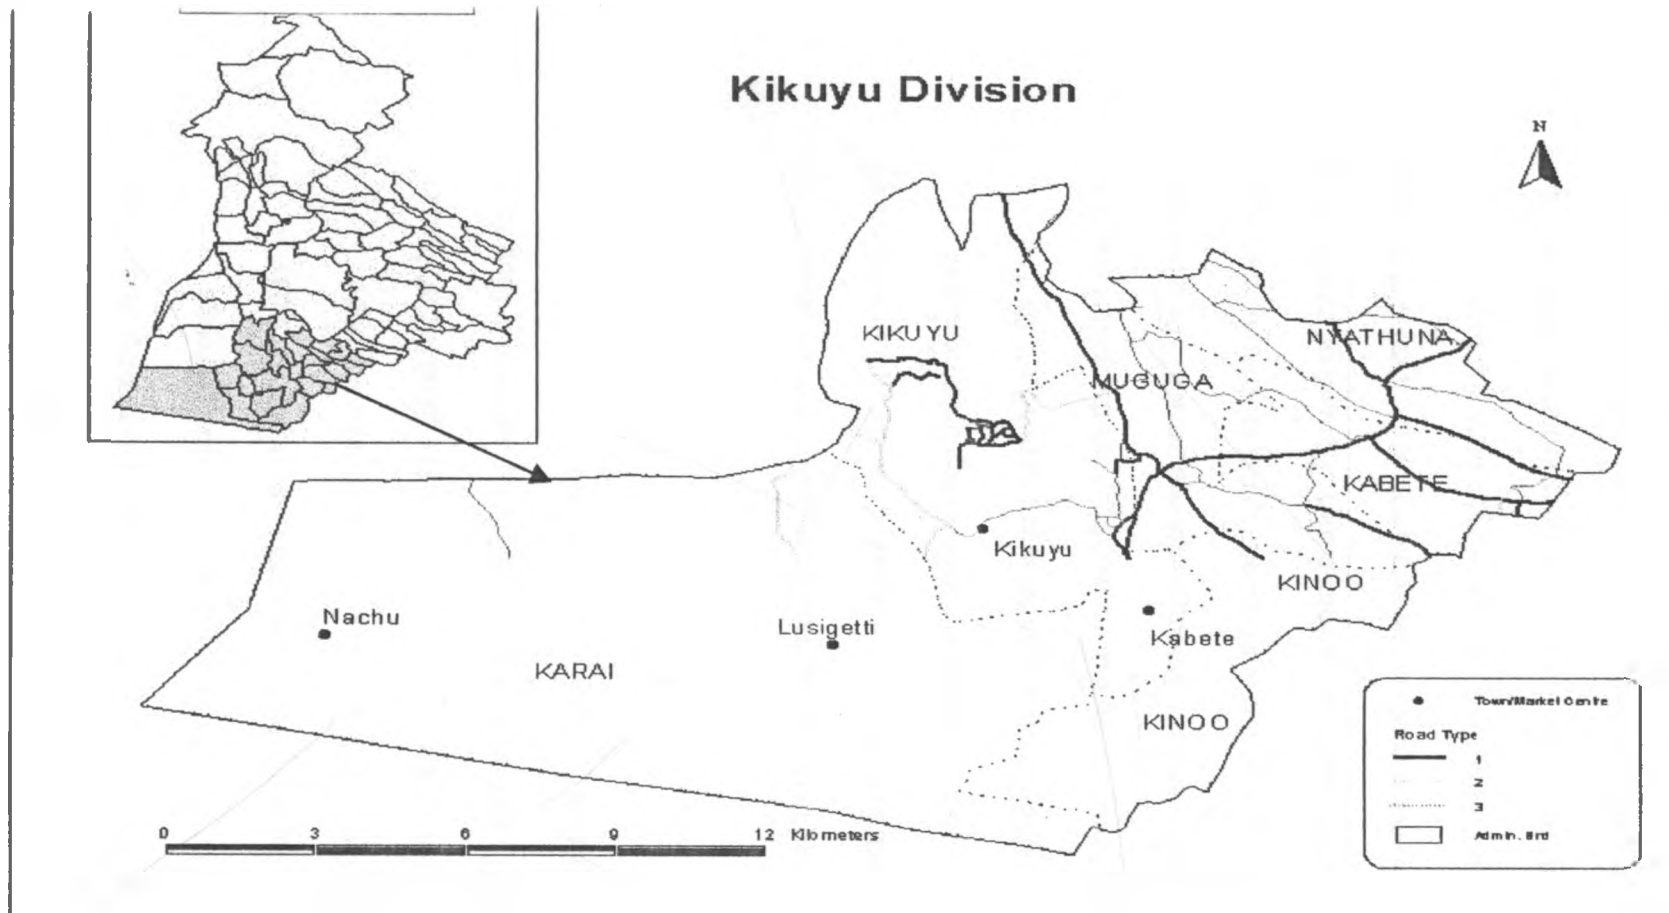 Kikuyu Division
N
KIKUYU
NYATHUNA
MUGUGA
KABETE
Kikuyu
KINOO
Nachu
Lusigetti
Kabete
KARAI
KINOO
Town/Market Centre
Road Type
1
2
3
Admin. Brd
0 3 6 9 12 Kilometers